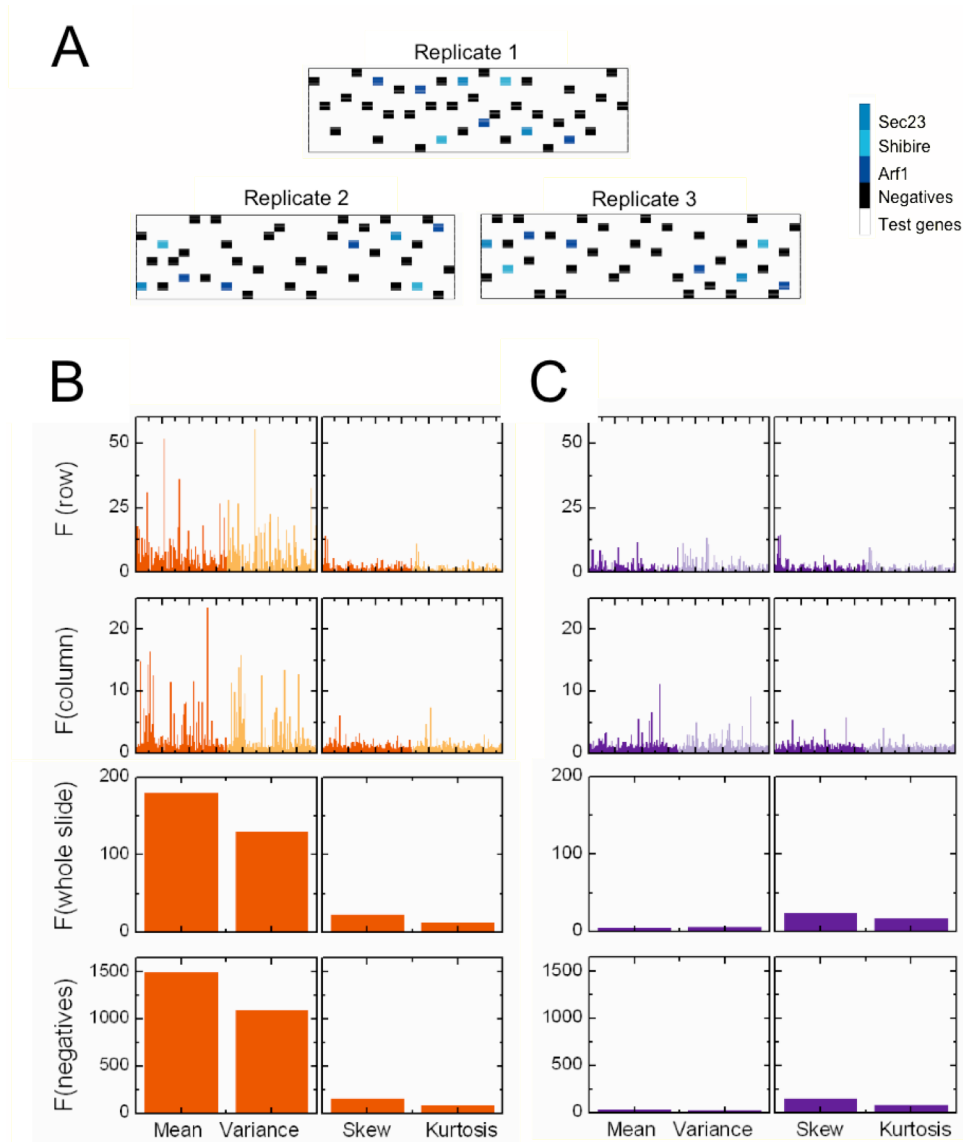 A
Replicate 1
Sec23
Shibire
Arf1
Negatives
Test genes
Replicate 2
Replicate 3
B
C
F (row)
50
25
0
50
25
0
F(column)
20
10
0
20
10
0
F(whole slide)
200
100
0
200
100
0
F(negatives)
1500
1000
500
0
1500
1000
500
0
Mean Variance Skew Kurtosis
Mean Variance Skew Kurtosis